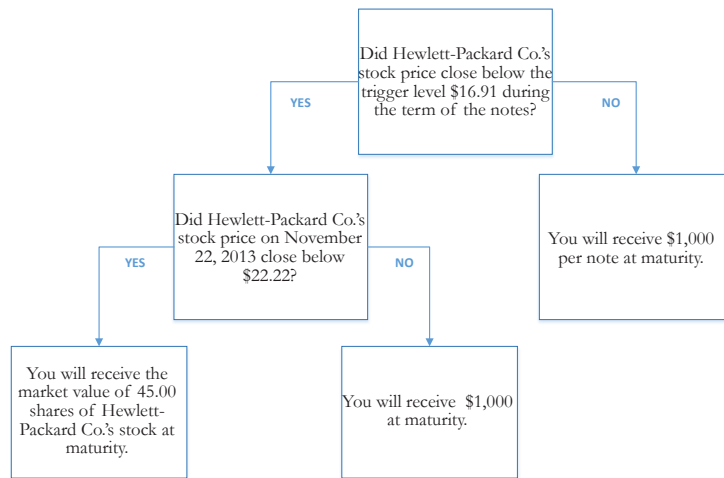 Did Hewlett-Packard Co.'s
stock price close below the
trigger level $16.91 during
the term of the notes?
YES
NO
Did Hewlett-Packard Co.'s
stock price on November
22, 2013 close below
$22.22?
You will receive $1,000
per note at maturity.
YES
NO
You will receive the
market value of 45.00
shares of Hewlett-
Packard Co.'s stock at
maturity.
You will receive $1,000
at maturity.